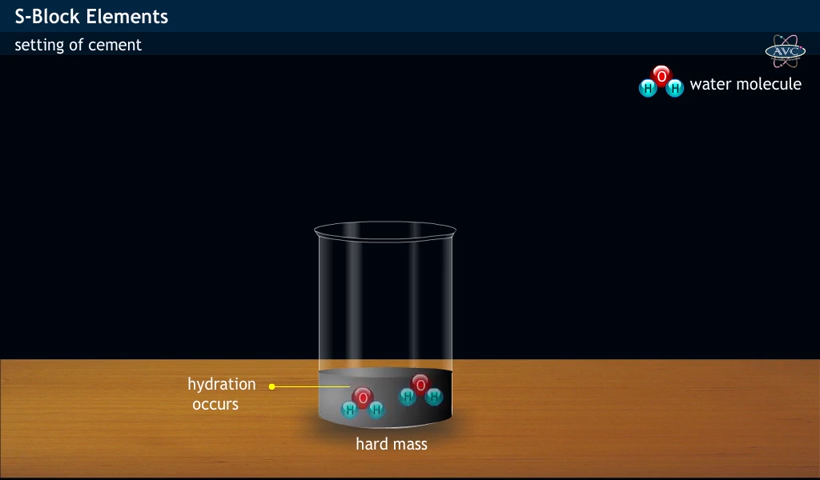 S-Block Elements
setting of cement
AVC
O
H H
water molecule
hydration
occurs
O
H H
O
H H
hard mass